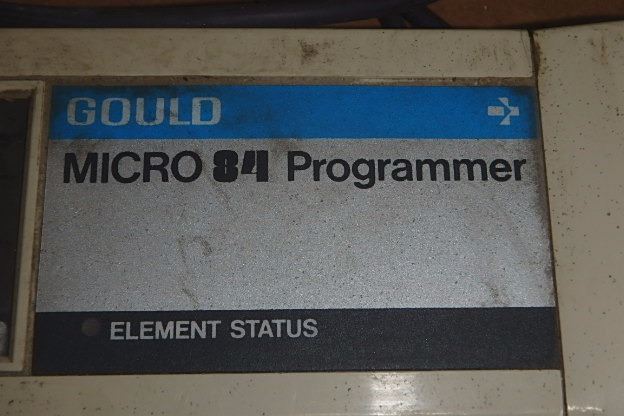 GOULD
MICRO 84 Programmer
ELEMENT STATUS